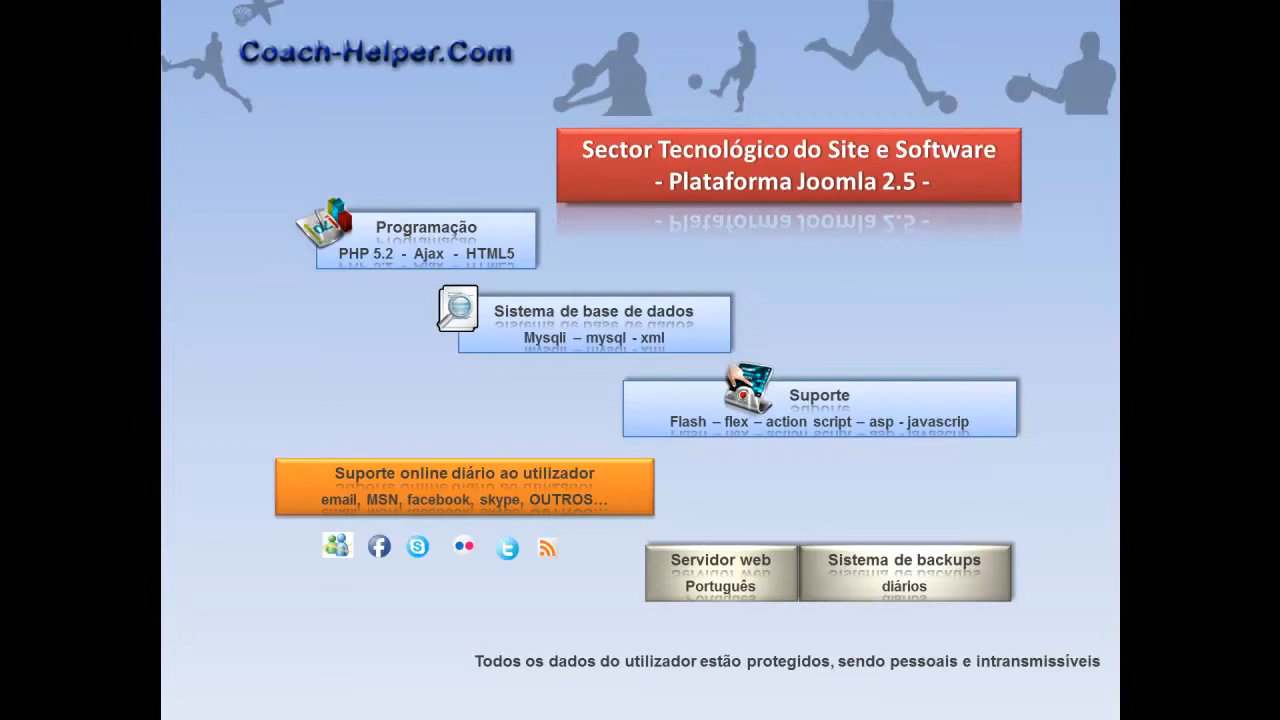 Coach-Helper.Com
Sector Tecnológico do Site e Software
- Plataforma Joomla 2.5 -
Programação
PHP 5.2 - Ajax - HTML5
Sistema de base de dados
Mysqli – mysql - xml
Suporte
Flash – flex – action script – asp - javascrip
Suporte online diário ao utilizador
email, MSN, facebook, skype, OUTROS...
Servidor web
Português
Sistema de backups
diários
Todos os dados do utilizador estão protegidos, sendo pessoais e intransmissíveis